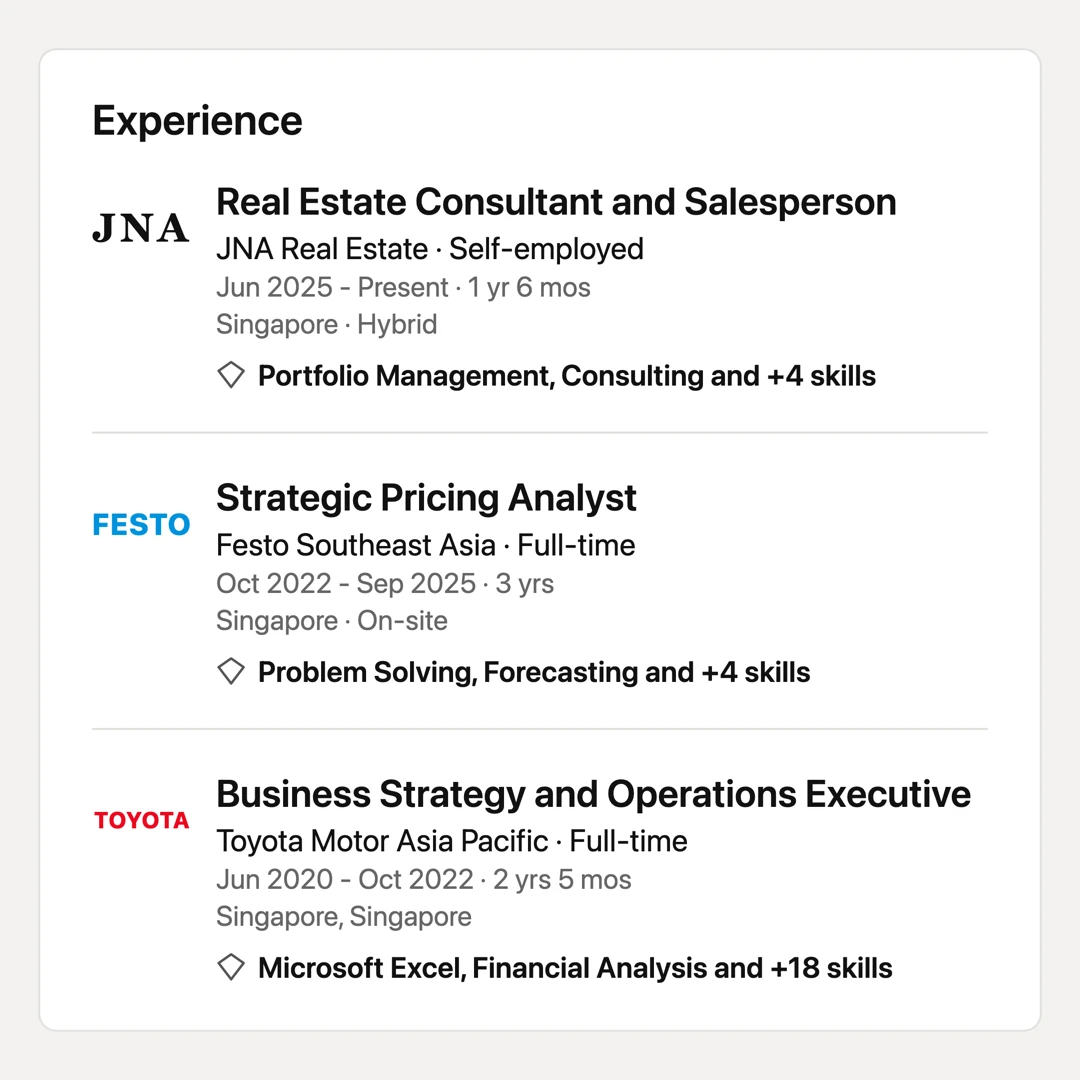 Experience
JNA
Real Estate Consultant and Salesperson
JNA Real Estate · Self-employed
Jun 2025 - Present · 1 yr 6 mos
Singapore · Hybrid
Portfolio Management, Consulting and +4 skills
FESTO
Strategic Pricing Analyst
Festo Southeast Asia · Full-time
Oct 2022 - Sep 2025 · 3 yrs
Singapore · On-site
Problem Solving, Forecasting and +4 skills
TOYOTA
Business Strategy and Operations Executive
Toyota Motor Asia Pacific · Full-time
Jun 2020 - Oct 2022 · 2 yrs 5 mos
Singapore, Singapore
Microsoft Excel, Financial Analysis and +18 skills